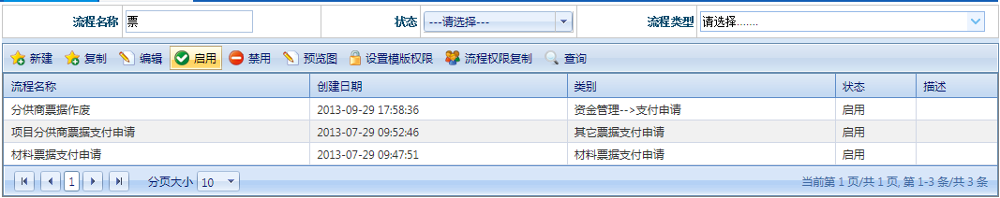 流程名称 票 状态 ---请选择--- 流程类型 请选择.......
新建 复制 编辑 启用 禁用 预览图 设置模版权限 流程权限复制 查询
流程名称 创建日期 类别 状态 描述
分供商票据作废 2013-09-29 17:58:36 资金管理-->支付申请 启用
项目分供商票据支付申请 2013-07-29 09:52:46 其它票据支付申请 启用
材料票据支付申请 2013-07-29 09:47:51 材料票据支付申请 启用
1 分页大小 10 当前第 1 页/共 1 页, 第 1-3 条/共 3 条